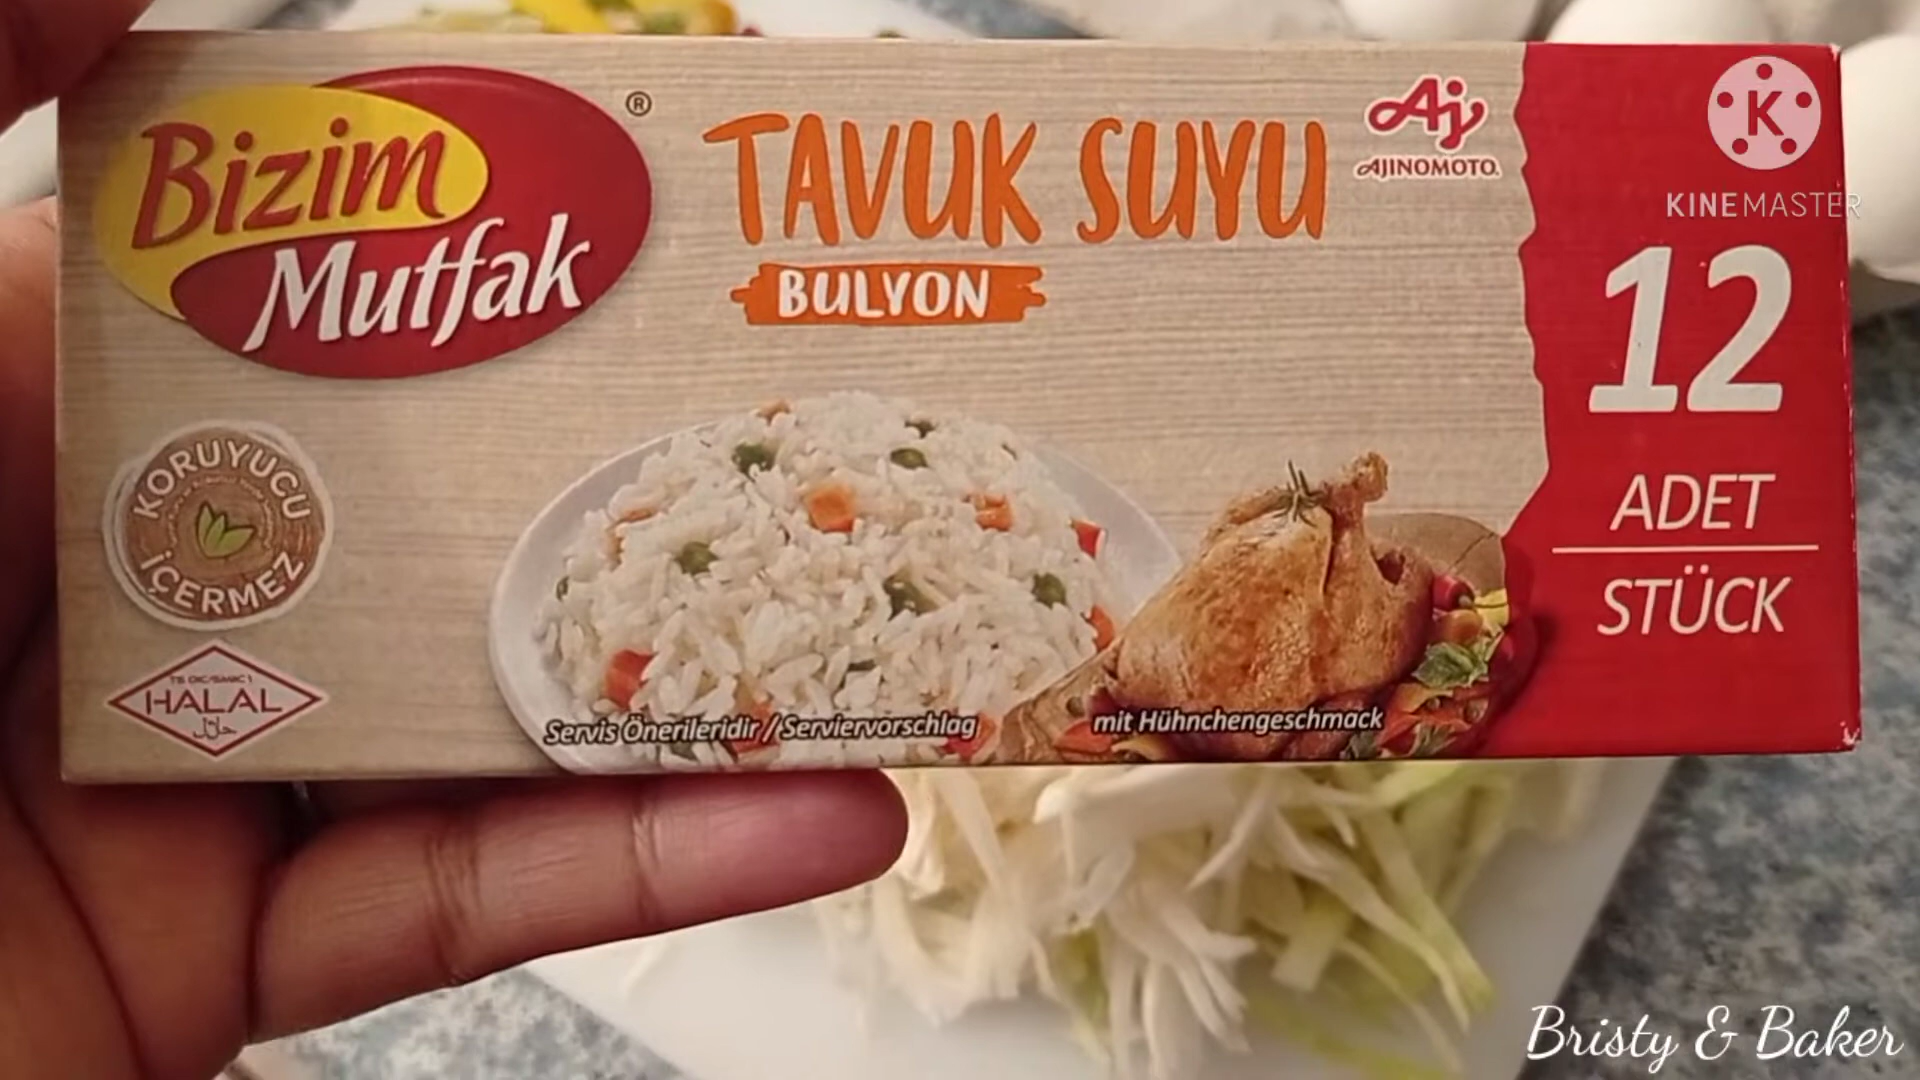 Bizim
Mutfak
®
TAVUK SUYU
BULYON
Aj
AJINOMOTO
K
KINEMASTER
12
ADET
STÜCK
KORUYUCU
İÇERMEZ
HALAL
حلال
Servis Önerileridir / Serviervorschlag
mit Hühnchengeschmack
Bristy & Baker